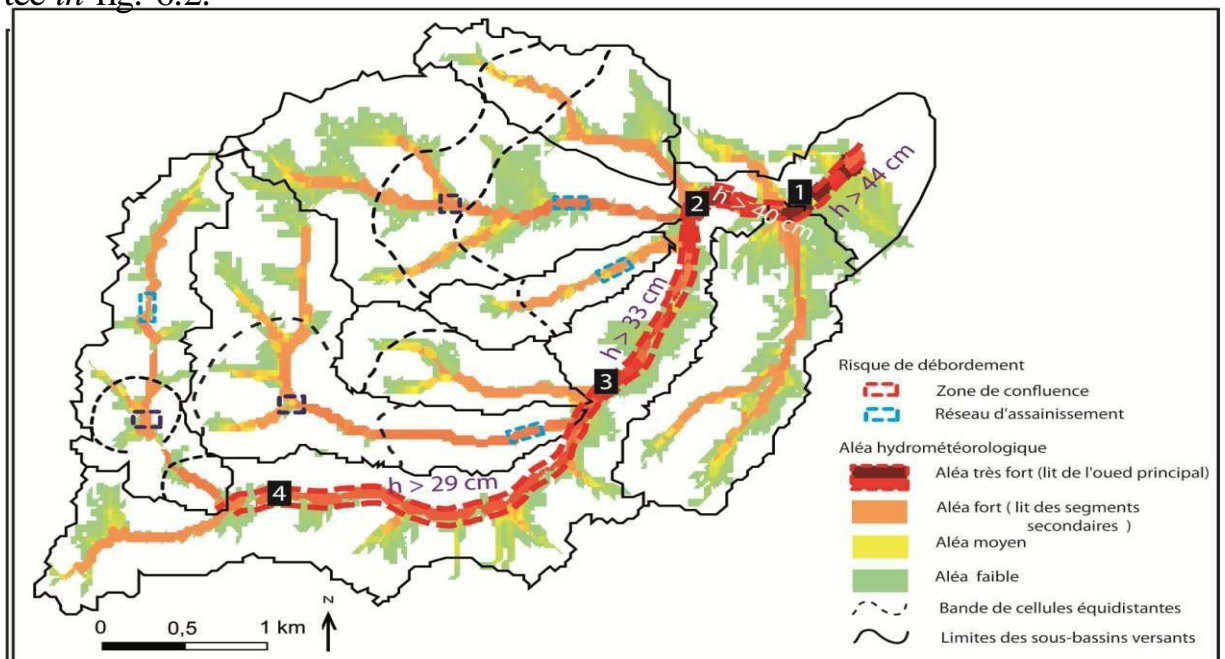 tée in fig. 6.2.
1
h > 44 cm
2
h > 40 cm
h > 33 cm
3
h > 29 cm
4
Risque de débordement
Zone de confluence
Réseau d'assainissement
Aléa hydrométeorologique
Aléa très fort (lit de l'oued principal)
Aléa fort ( lit des segments
secondaires )
Aléa moyen
Aléa faible
Bande de cellules équidistantes
Limites des sous-bassins versants
0 0,5 1 km
N